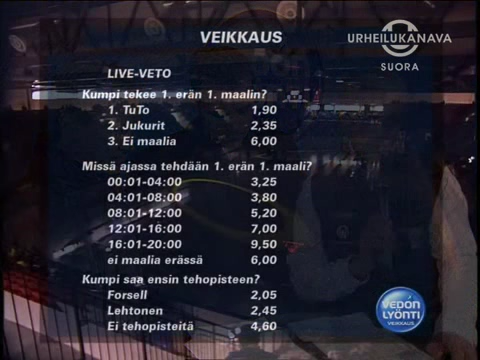 VEIKKAUS
URHEILUKANAVA
SUORA
LIVE-VETO
Kumpi tekee 1. erän 1. maalin?
1. TuTo 1,90
2. Jukurit 2,35
3. Ei maalia 6,00
Missä ajassa tehdään 1. erän 1. maali?
00:01-04:00 3,25
04:01-08:00 3,80
08:01-12:00 5,20
12:01-16:00 7,00
16:01-20:00 9,50
ei maalia erässä 6,00
Kumpi saa ensin tehopisteen?
Forsell 2,05
Lehtonen 2,45
Ei tehopisteitä 4,60
VEDON
LYÖNTI
VEIKKAUS